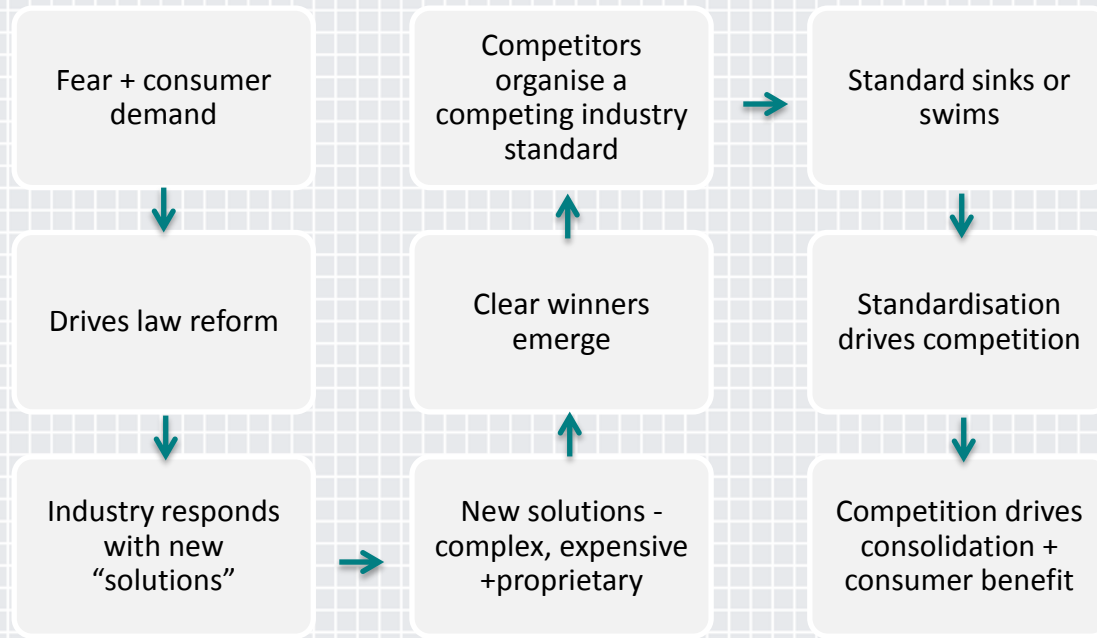 Fear + consumer
demand
Drives law reform
Industry responds
with new
“solutions”
New solutions -
complex, expensive
+proprietary
Clear winners
emerge
Competitors
organise a
competing industry
standard
Standard sinks or
swims
Standardisation
drives competition
Competition drives
consolidation +
consumer benefit